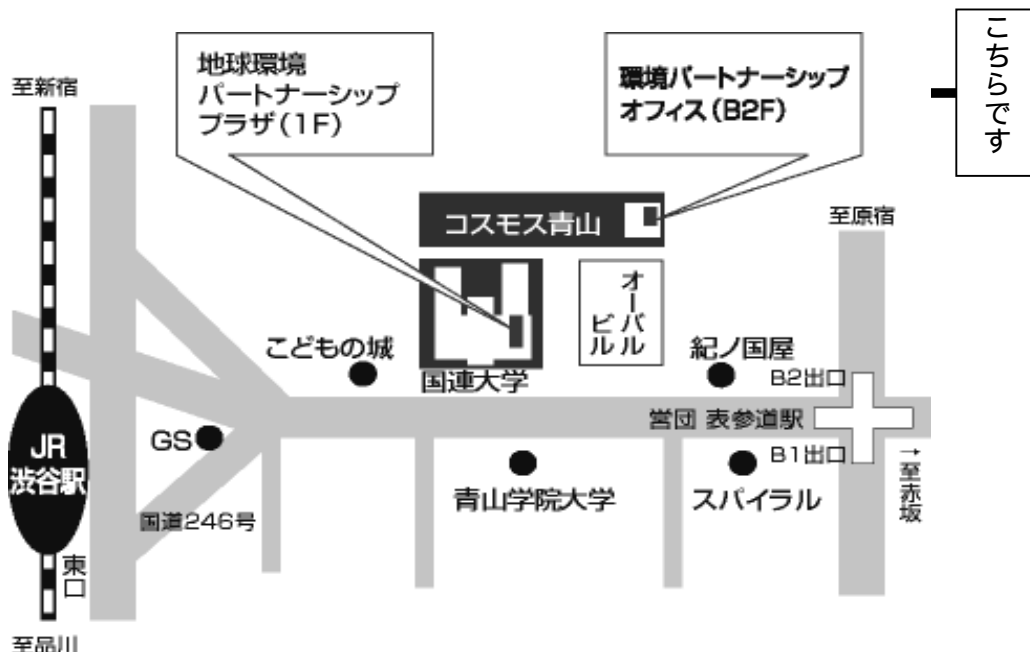 こちらです
地球環境
パートナーシップ
プラザ（1F）
環境パートナーシップ
オフィス（B2F）
至新宿
コスモス青山
至原宿
オーバル
ビル
こどもの城
国連大学
紀ノ国屋
B2出口
営団 表参道駅
GS
JR
渋谷駅
B1出口
→至赤坂
青山学院大学
スパイラル
国道246号
東口
至品川